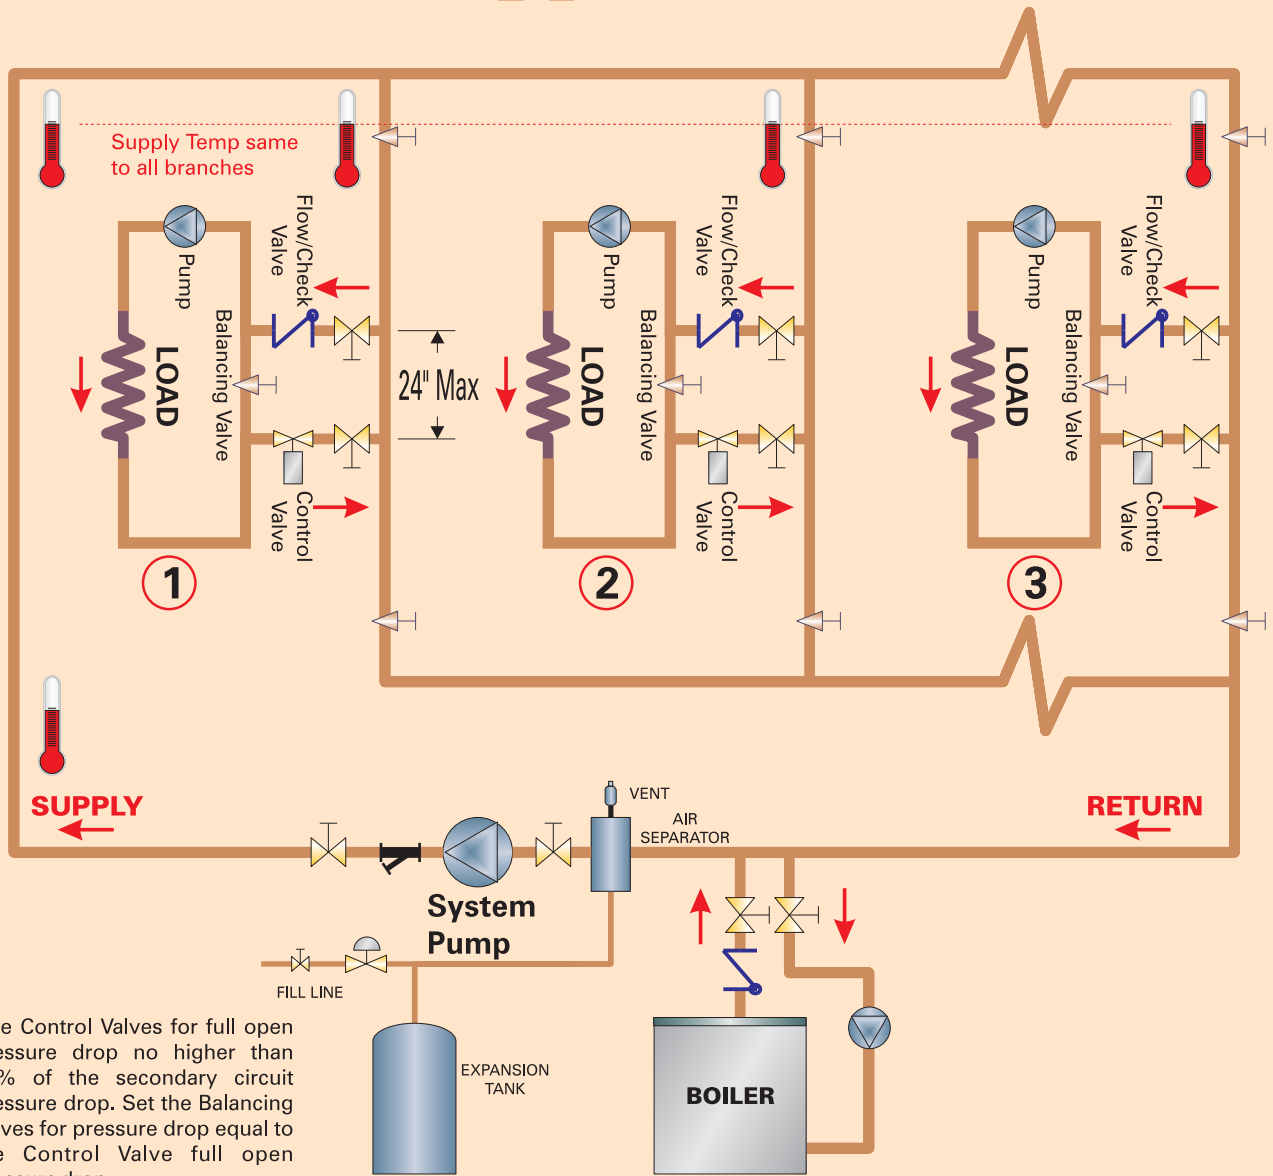 Supply Temp same
to all branches
Flow/Check
Valve
Pump
Balancing Valve
LOAD
Control
Valve
1
24" Max
Flow/Check
Valve
Pump
Balancing Valve
LOAD
Control
Valve
2
Flow/Check
Valve
Pump
Balancing Valve
LOAD
Control
Valve
3
SUPPLY
RETURN
VENT
AIR
SEPARATOR
System
Pump
FILL LINE
EXPANSION
TANK
BOILER
Control Valves for full open
drop no higher than
of the secondary circuit
drop. Set the Balancing
for pressure drop equal to
Control Valve full open